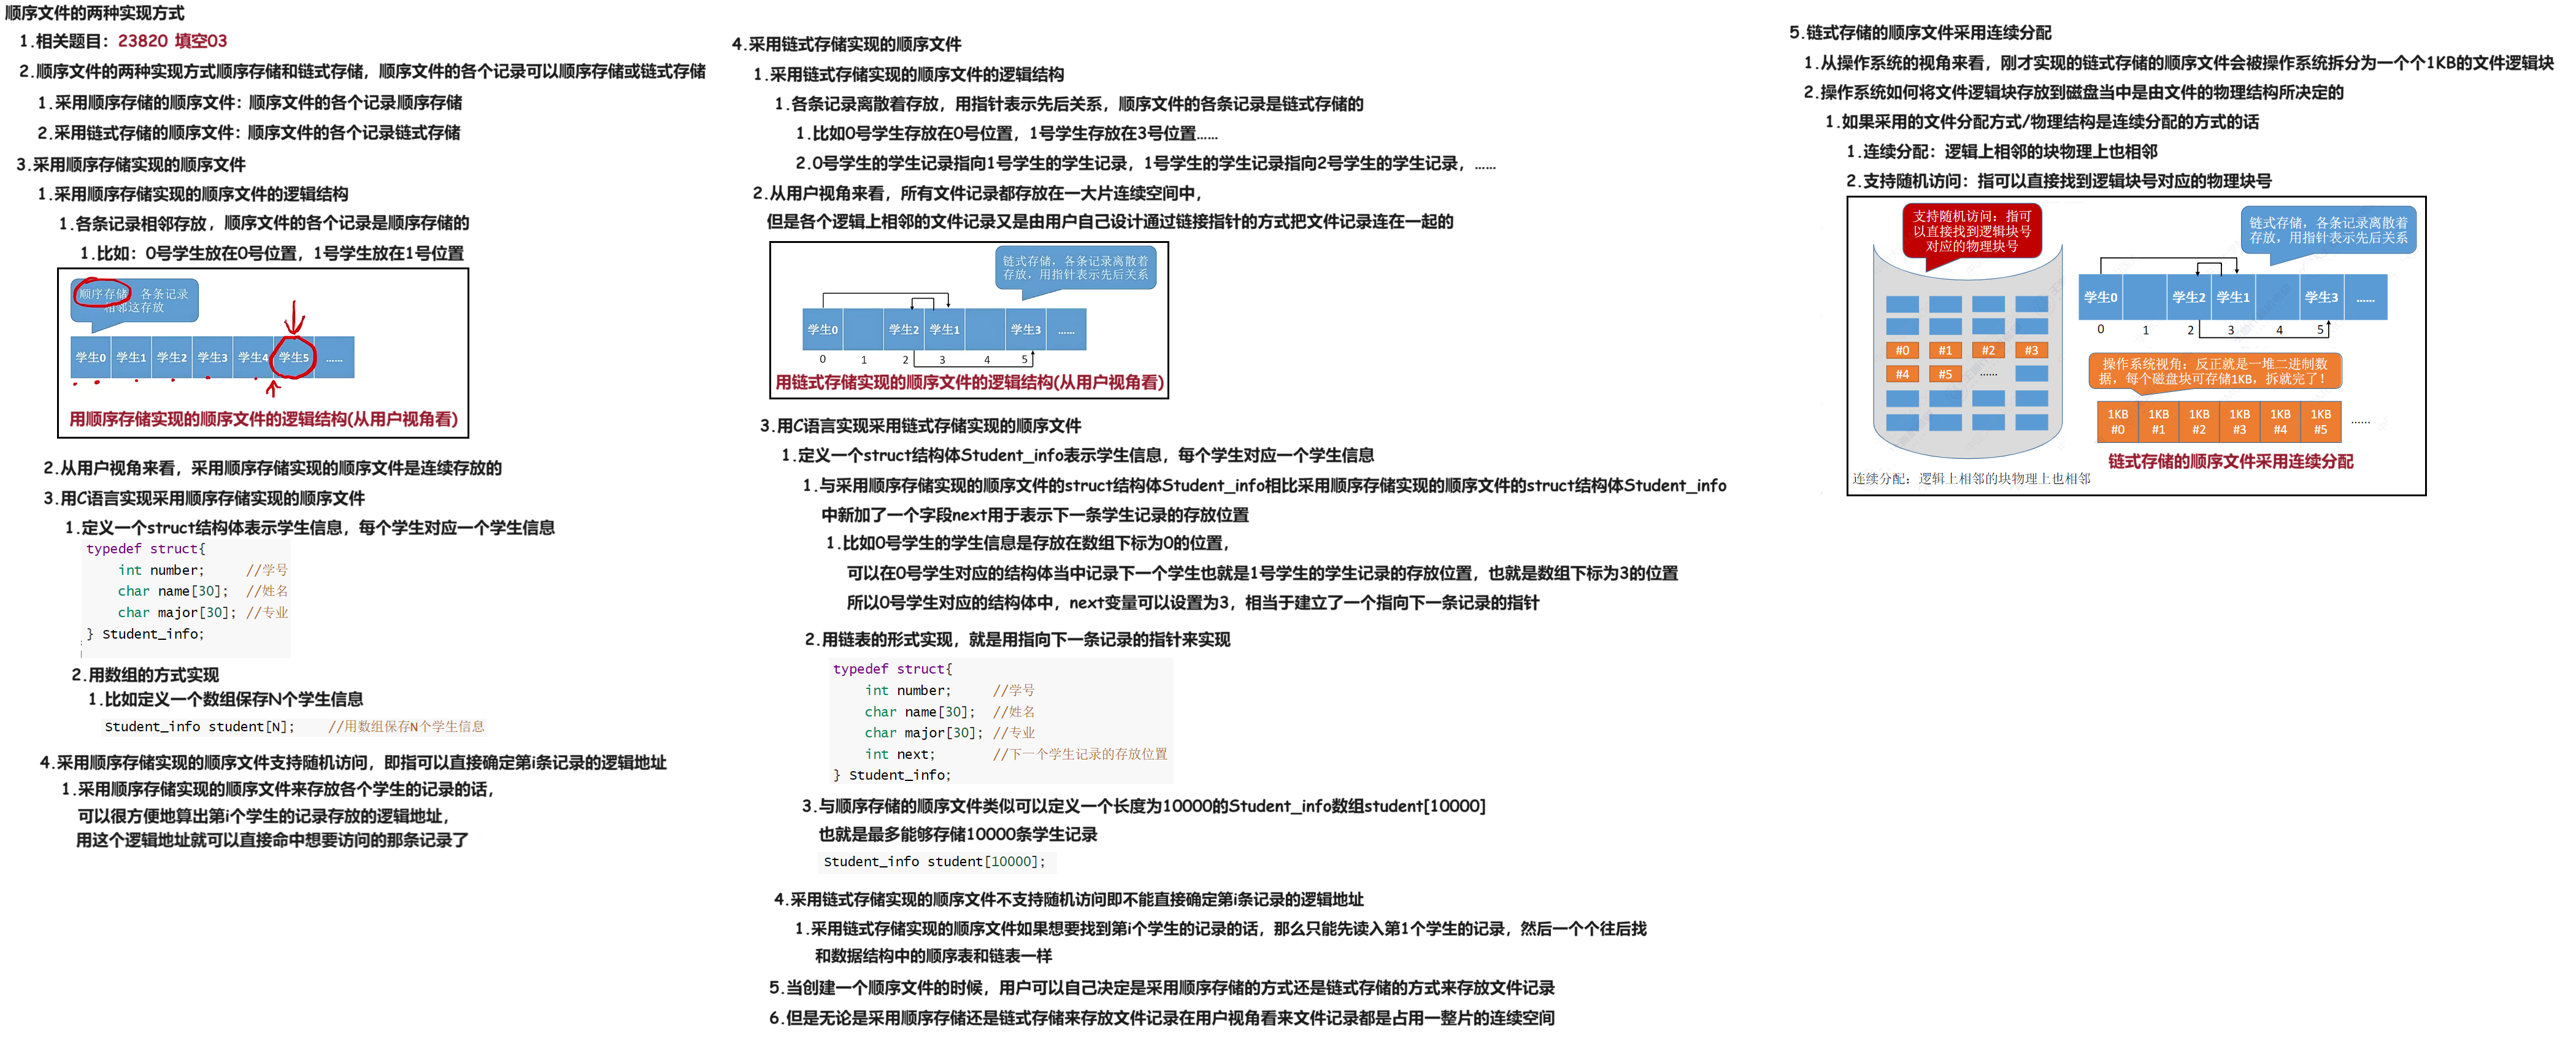 顺序文件的两种实现方式
1.相关题目：23820 填空03
2.顺序文件的两种实现方式顺序存储和链式存储，顺序文件的各个记录可以顺序存储或链式存储
1.采用顺序存储的顺序文件：顺序文件的各个记录顺序存储
2.采用链式存储的顺序文件：顺序文件的各个记录链式存储
3.采用顺序存储实现的顺序文件
1.采用顺序存储实现的顺序文件的逻辑结构
1.各条记录相邻存放，顺序文件的各个记录是顺序存储的
1.比如：0号学生放在0号位置，1号学生放在1号位置
顺序存储，各条记录
相邻这存放
学生0 学生1 学生2 学生3 学生4 学生5 ……
用顺序存储实现的顺序文件的逻辑结构(从用户视角看)
2.从用户视角来看，采用顺序存储实现的顺序文件是连续存放的
3.用C语言实现采用顺序存储实现的顺序文件
1.定义一个struct结构体表示学生信息，每个学生对应一个学生信息
typedef struct{
int number; //学号
char name[30]; //姓名
char major[30]; //专业
} Student_info;
2.用数组的方式实现
1.比如定义一个数组保存N个学生信息
Student_info student[N]; //用数组保存N个学生信息
4.采用顺序存储实现的顺序文件支持随机访问，即指可以直接确定第i条记录的逻辑地址
1.采用顺序存储实现的顺序文件来存放各个学生的记录的话，
可以很方便地算出第i个学生的记录存放的逻辑地址，
用这个逻辑地址就可以直接命中想要访问的那条记录了
4.采用链式存储实现的顺序文件
1.采用链式存储实现的顺序文件的逻辑结构
1.各条记录离散着存放，用指针表示先后关系，顺序文件的各条记录是链式存储的
1.比如0号学生存放在0号位置，1号学生存放在3号位置……
2.0号学生的学生记录指向1号学生的学生记录，1号学生的学生记录指向2号学生的学生记录，……
2.从用户视角来看，所有文件记录都存放在一大片连续空间中，
但是各个逻辑上相邻的文件记录又是由用户自己设计通过链接指针的方式把文件记录连在一起的
链式存储，各条记录离散着
存放，用指针表示先后关系
学生0 学生2 学生1 学生3 ……
0 1 2 3 4 5
用链式存储实现的顺序文件的逻辑结构(从用户视角看)
3.用C语言实现采用链式存储实现的顺序文件
1.定义一个struct结构体Student_info表示学生信息，每个学生对应一个学生信息
1.与采用顺序存储实现的顺序文件的struct结构体Student_info相比采用顺序存储实现的顺序文件的struct结构体Student_info
中新加了一个字段next用于表示下一条学生记录的存放位置
1.比如0号学生的学生信息是存放在数组下标为0的位置，
可以在0号学生对应的结构体当中记录下一个学生也就是1号学生的学生记录的存放位置，也就是数组下标为3的位置
所以0号学生对应的结构体中，next变量可以设置为3，相当于建立了一个指向下一条记录的指针
2.用链表的形式实现，就是用指向下一条记录的指针来实现
typedef struct{
int number; //学号
char name[30]; //姓名
char major[30]; //专业
int next; //下一个学生记录的存放位置
} Student_info;
3.与顺序存储的顺序文件类似可以定义一个长度为10000的Student_info数组student[10000]
也就是最多能够存储10000条学生记录
Student_info student[10000];
4.采用链式存储实现的顺序文件不支持随机访问即不能直接确定第i条记录的逻辑地址
1.采用链式存储实现的顺序文件如果想要找到第i个学生的记录的话，那么只能先读入第1个学生的记录，然后一个个往后找
和数据结构中的顺序表和链表一样
5.当创建一个顺序文件的时候，用户可以自己决定是采用顺序存储的方式还是链式存储的方式来存放文件记录
6.但是无论是采用顺序存储还是链式存储来存放文件记录在用户视角看来文件记录都是占用一整片的连续空间
5.链式存储的顺序文件采用连续分配
1.从操作系统的视角来看，刚才实现的链式存储的顺序文件会被操作系统拆分为一个个1KB的文件逻辑块
2.操作系统如何将文件逻辑块存放到磁盘当中是由文件的物理结构所决定的
1.如果采用的文件分配方式/物理结构是连续分配的方式的话
1.连续分配：逻辑上相邻的块物理上也相邻
2.支持随机访问：指可以直接找到逻辑块号对应的物理块号
支持随机访问：指可
以直接找到逻辑块号
对应的物理块号
链式存储，各条记录离散着
存放，用指针表示先后关系
学生0 学生2 学生1 学生3 ……
0 1 2 3 4 5
#0 #1 #2 #3
#4 #5 ……
操作系统视角：反正就是一堆二进制数
据，每个磁盘块可存储1KB，拆就完了！
1KB 1KB 1KB 1KB 1KB 1KB
#0 #1 #2 #3 #4 #5 ……
链式存储的顺序文件采用连续分配
连续分配：逻辑上相邻的块物理上也相邻